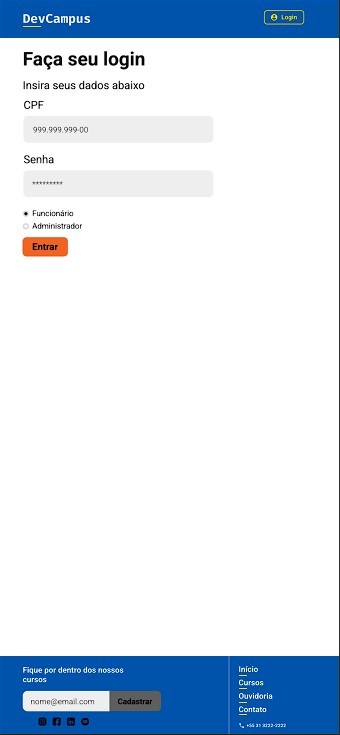 DevCampus
Login
Faça seu login
Insira seus dados abaixo
CPF
999.999.999-00
Senha
*********
Funcionário
Administrador
Entrar
Fique por dentro dos nossos
cursos
nome@email.com
Cadastrar
Início
Cursos
Ouvidoria
Contato
+55 31 3222-2222